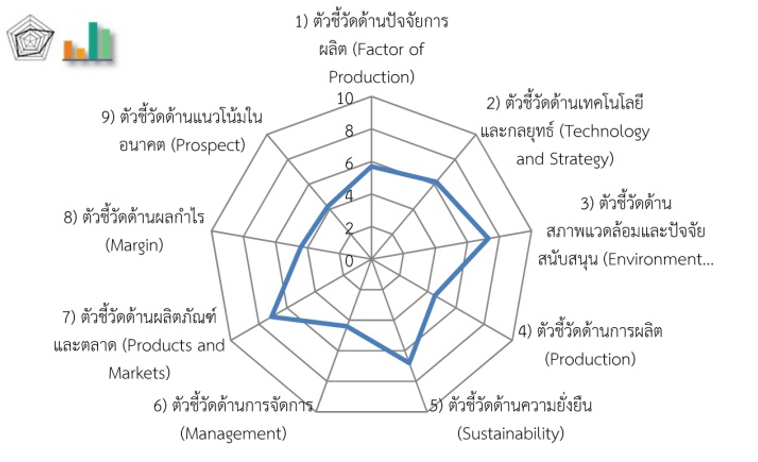 1) ตัวชี้วัดด้านปัจจัยการ
ผลิต (Factor of
Production)
2) ตัวชี้วัดด้านเทคโนโลยี
และกลยุทธ์ (Technology
and Strategy)
3) ตัวชี้วัดด้าน
สภาพแวดล้อมและปัจจัย
สนับสนุน (Environment...
4) ตัวชี้วัดด้านการผลิต
(Production)
5) ตัวชี้วัดด้านความยั่งยืน
(Sustainability)
6) ตัวชี้วัดด้านการจัดการ
(Management)
7) ตัวชี้วัดด้านผลิตภัณฑ์
และตลาด (Products and
Markets)
8) ตัวชี้วัดด้านผลกำไร
(Margin)
9) ตัวชี้วัดด้านแนวโน้มใน
อนาคต (Prospect)
10
8
6
4
2
0